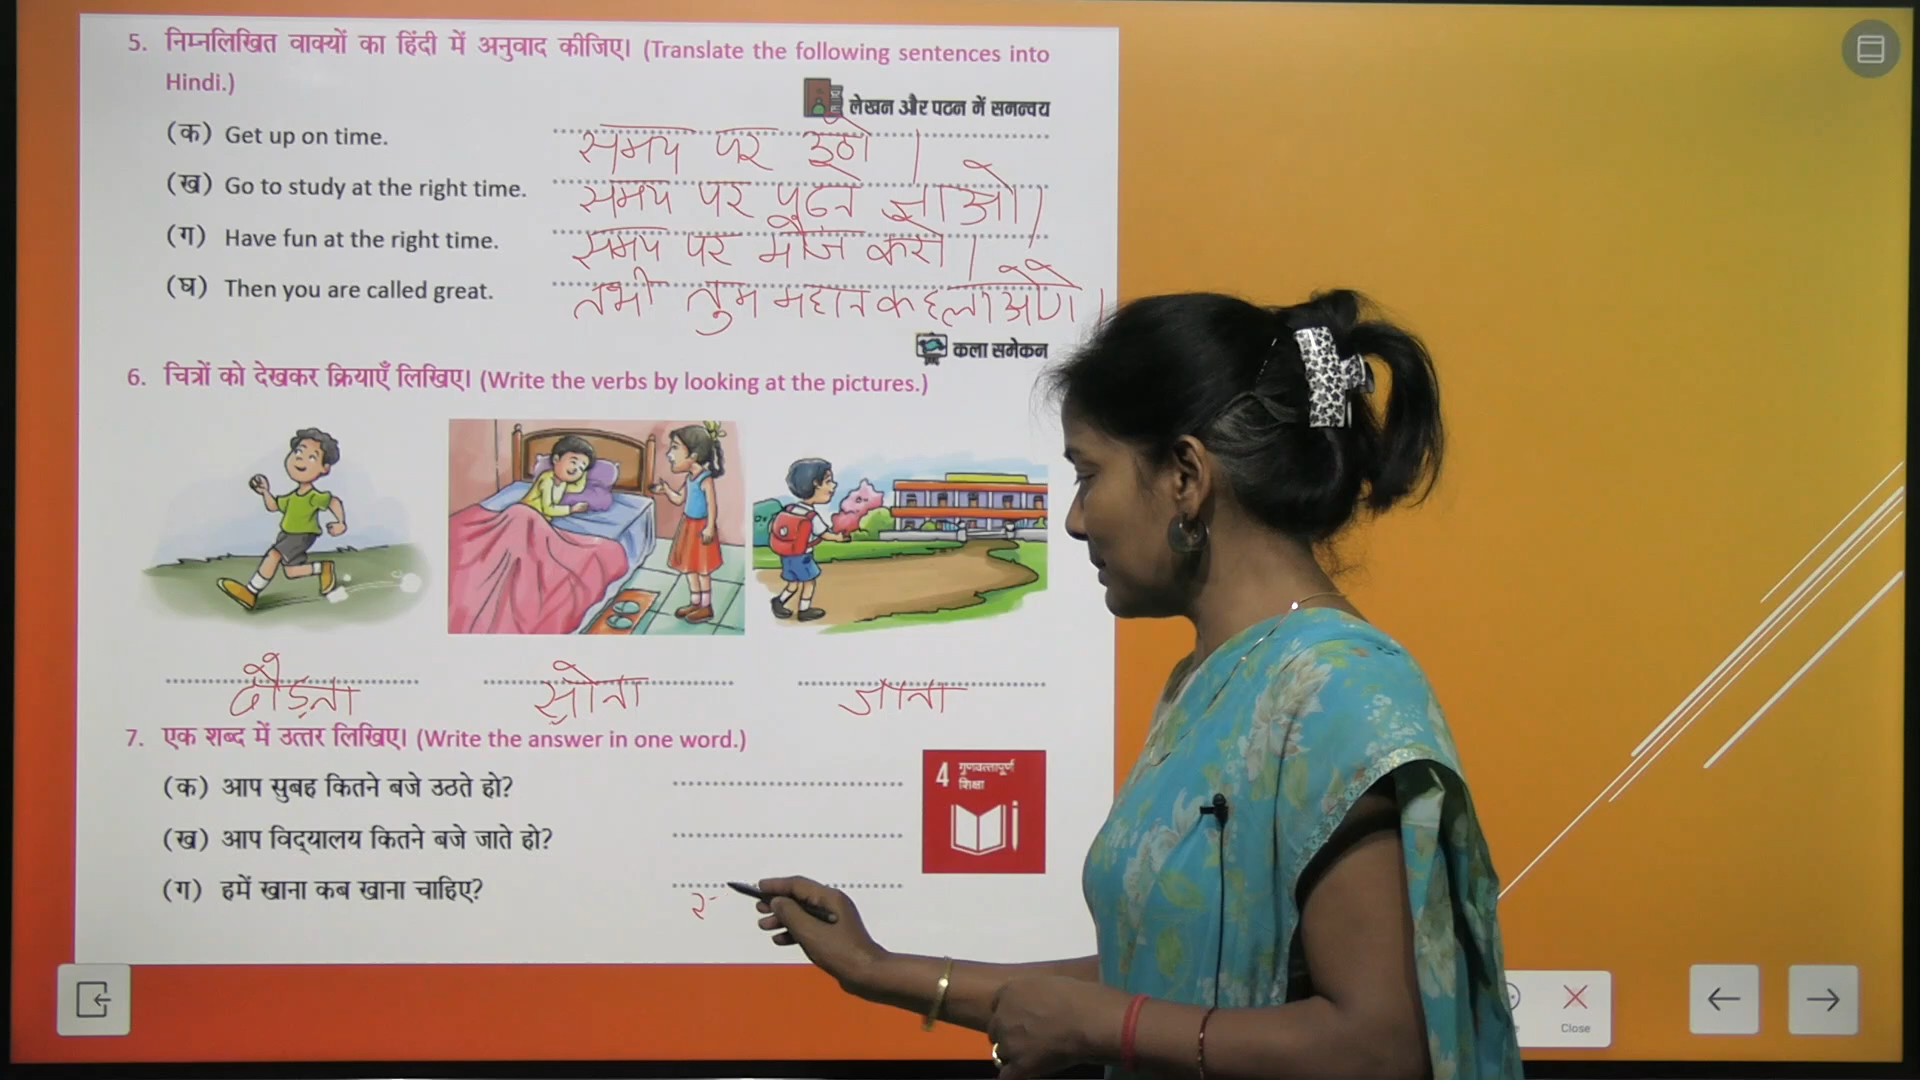 5. निम्नलिखित वाक्यों का हिंदी में अनुवाद कीजिए। (Translate the following sentences into
Hindi.)
लेखन और पठन में समन्वय
(क) Get up on time. समय पर उठो।
(ख) Go to study at the right time. समय पर पढ़ने जाओ।
(ग) Have fun at the right time. समय पर मौज करो।
(घ) Then you are called great. तभी तुम महान कहलाओगे।
कला समेकन
6. चित्रों को देखकर क्रियाएँ लिखिए। (Write the verbs by looking at the pictures.)
दौड़ना सोना जाना
7. एक शब्द में उत्तर लिखिए। (Write the answer in one word.)
(क) आप सुबह कितने बजे उठते हो?
(ख) आप विद्‌यालय कितने बजे जाते हो?
(ग) हमें खाना कब खाना चाहिए?
4 गुणवत्तापूर्ण
शिक्षा
Close